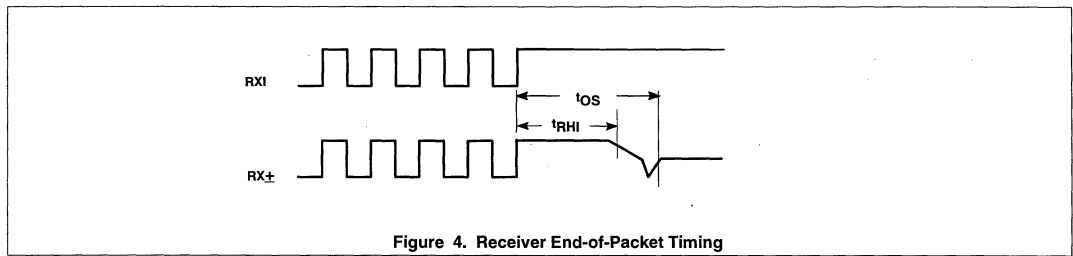 RXI
tOS
tRHI
RX±
Figure 4. Receiver End-of-Packet Timing